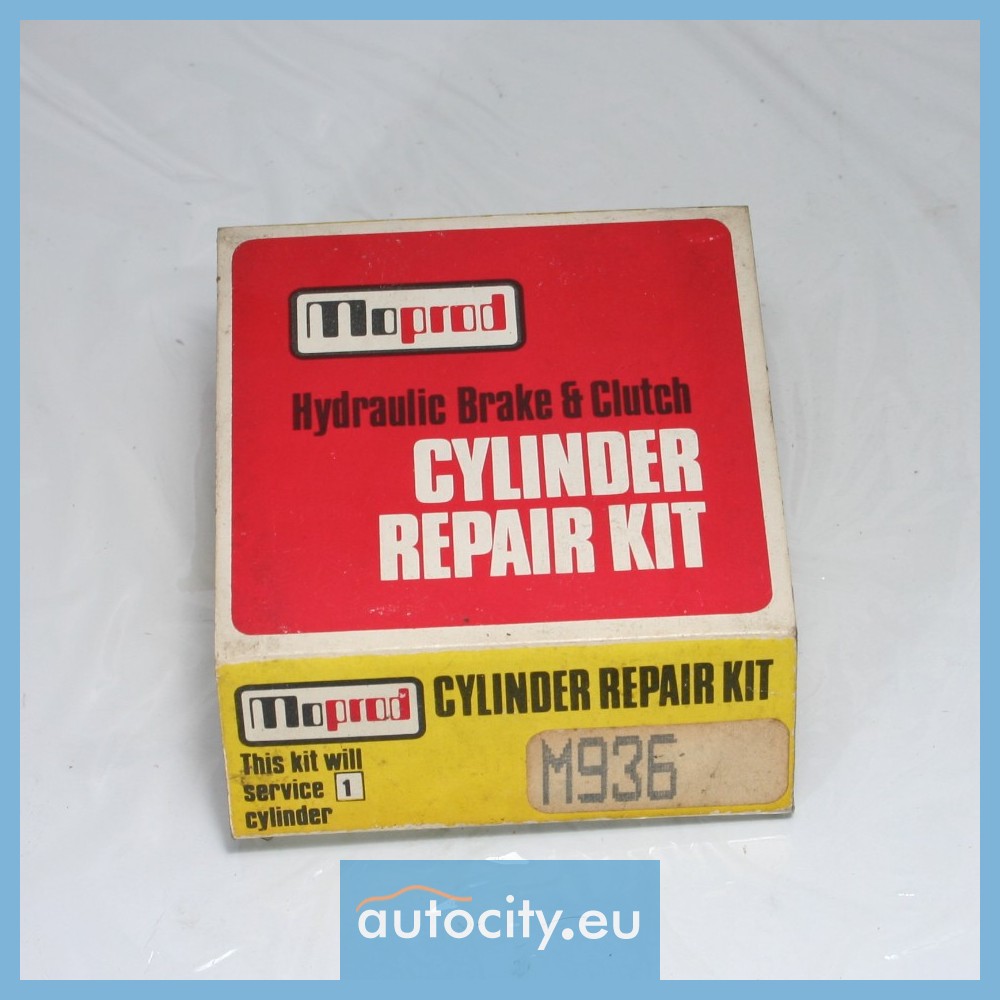 Moprod
Hydraulic Brake & Clutch
CYLINDER
REPAIR KIT
Moprod CYLINDER REPAIR KIT
This kit will
service 1
cylinder
M936
autocity.eu